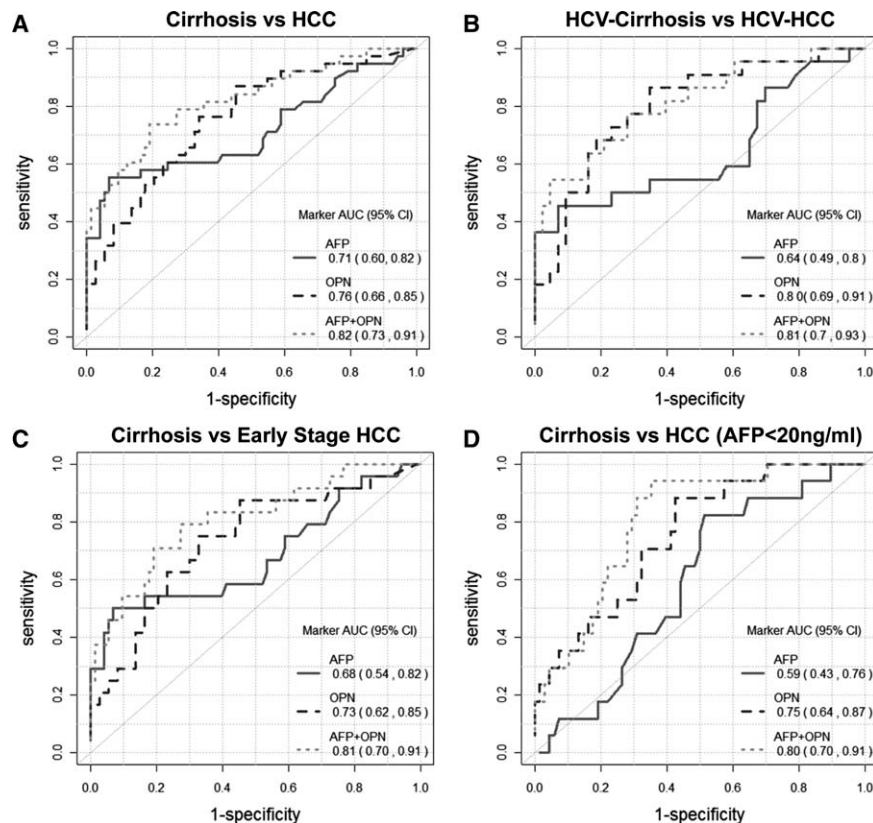 A
Cirrhosis vs HCC
1.0
0.8
0.6
0.4
0.2
0.0
sensitivity
Marker AUC (95% CI)
AFP
0.71 ( 0.60 , 0.82 )
OPN
0.76 ( 0.66 , 0.85 )
AFP+OPN
0.82 ( 0.73 , 0.91 )
0.0 0.2 0.4 0.6 0.8 1.0
1-specificity
B
HCV-Cirrhosis vs HCV-HCC
1.0
0.8
0.6
0.4
0.2
0.0
sensitivity
Marker AUC (95% CI)
AFP
0.64 ( 0.49 , 0.8 )
OPN
0.8 0( 0.69 , 0.91 )
AFP+OPN
0.81 ( 0.7 , 0.93 )
0.0 0.2 0.4 0.6 0.8 1.0
1-specificity
C
Cirrhosis vs Early Stage HCC
1.0
0.8
0.6
0.4
0.2
0.0
sensitivity
Marker AUC (95% CI)
AFP
0.68 ( 0.54 , 0.82 )
OPN
0.73 ( 0.62 , 0.85 )
AFP+OPN
0.81 ( 0.70 , 0.91 )
0.0 0.2 0.4 0.6 0.8 1.0
1-specificity
D
Cirrhosis vs HCC (AFP<20ng/ml)
1.0
0.8
0.6
0.4
0.2
0.0
sensitivity
Marker AUC (95% CI)
AFP
0.59 ( 0.43 , 0.76 )
OPN
0.75 ( 0.64 , 0.87 )
AFP+OPN
0.80 ( 0.70 , 0.91 )
0.0 0.2 0.4 0.6 0.8 1.0
1-specificity